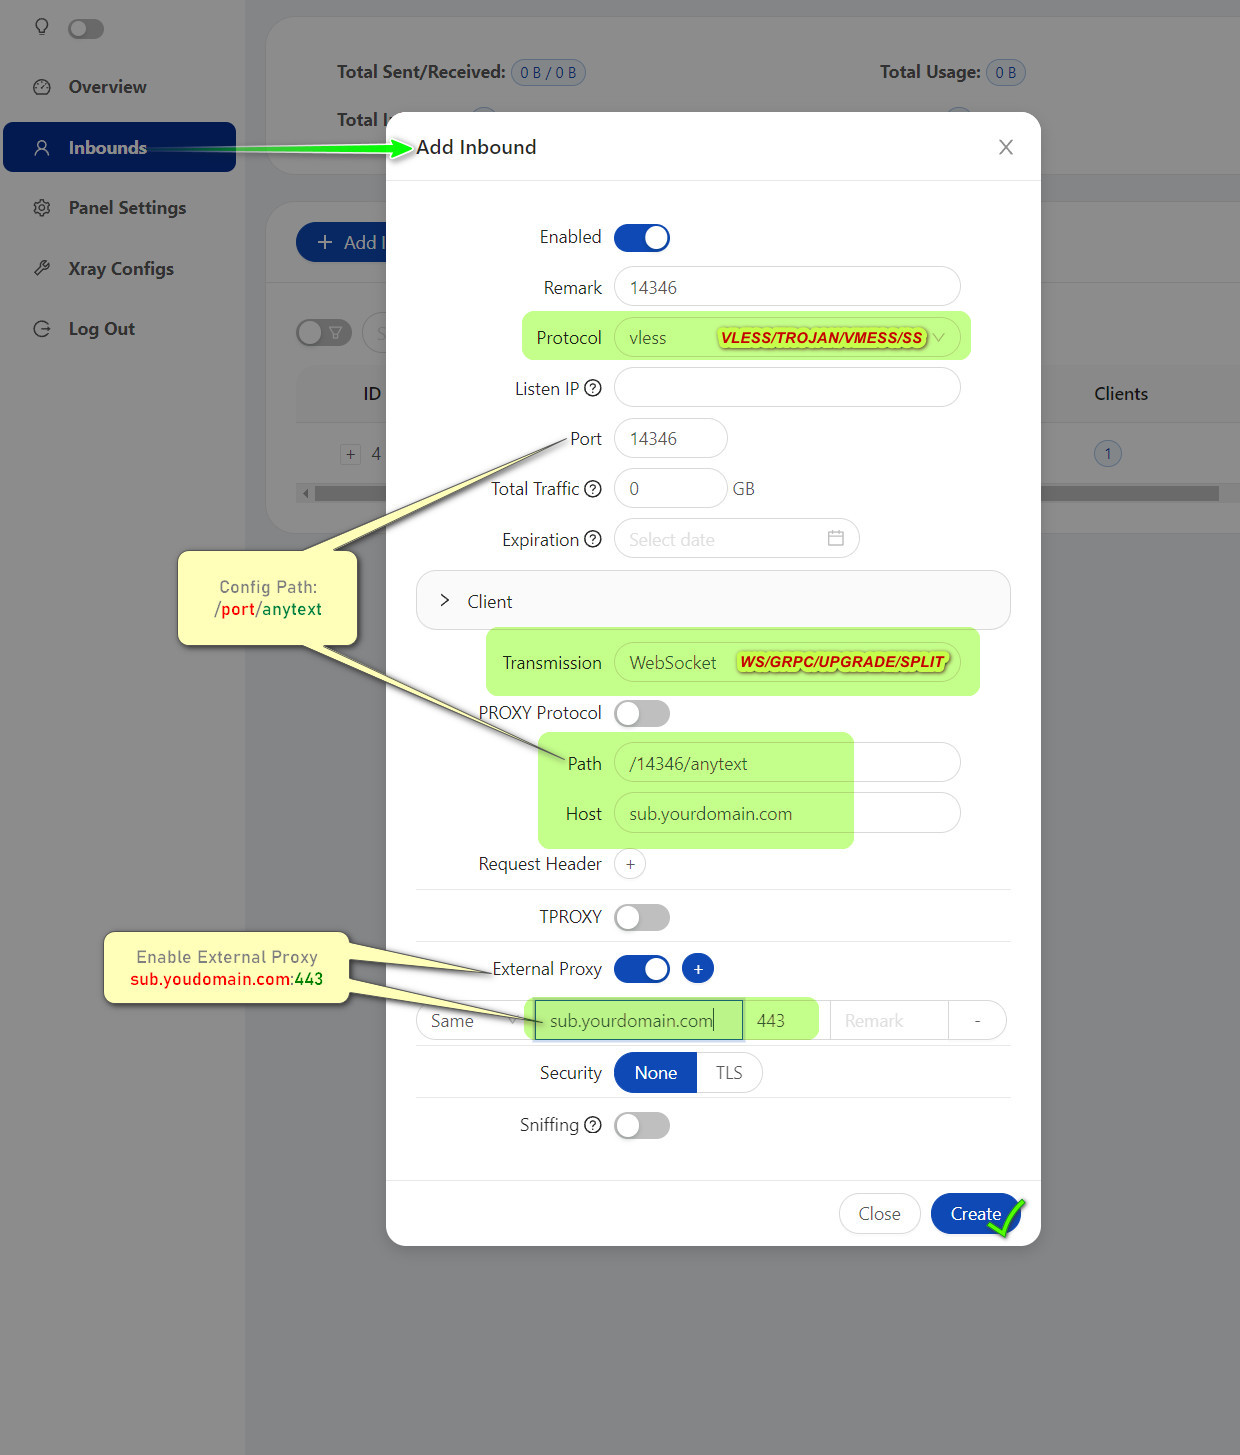 Overview
Inbounds
Panel Settings
Xray Configs
Log Out
Total Sent/Received: 0 B / 0 B
Total Usage: 0 B
Total
Add
ID
Clients
+ 4
1
Add Inbound
Enabled
Remark 14346
Protocol vless VLESS/TROJAN/VMESS/SS
Listen IP
Port 14346
Total Traffic 0 GB
Expiration Select date
Config Path:
/port/anytext
Client
Transmission WebSocket WS/GRPC/UPGRADE/SPLIT
PROXY Protocol
Path /14346/anytext
Host sub.yourdomain.com
Request Header +
TPROXY
Enable External Proxy
sub.youdomain.com:443
External Proxy +
Same sub.yourdomain.com 443 Remark -
Security None TLS
Sniffing
Close Create